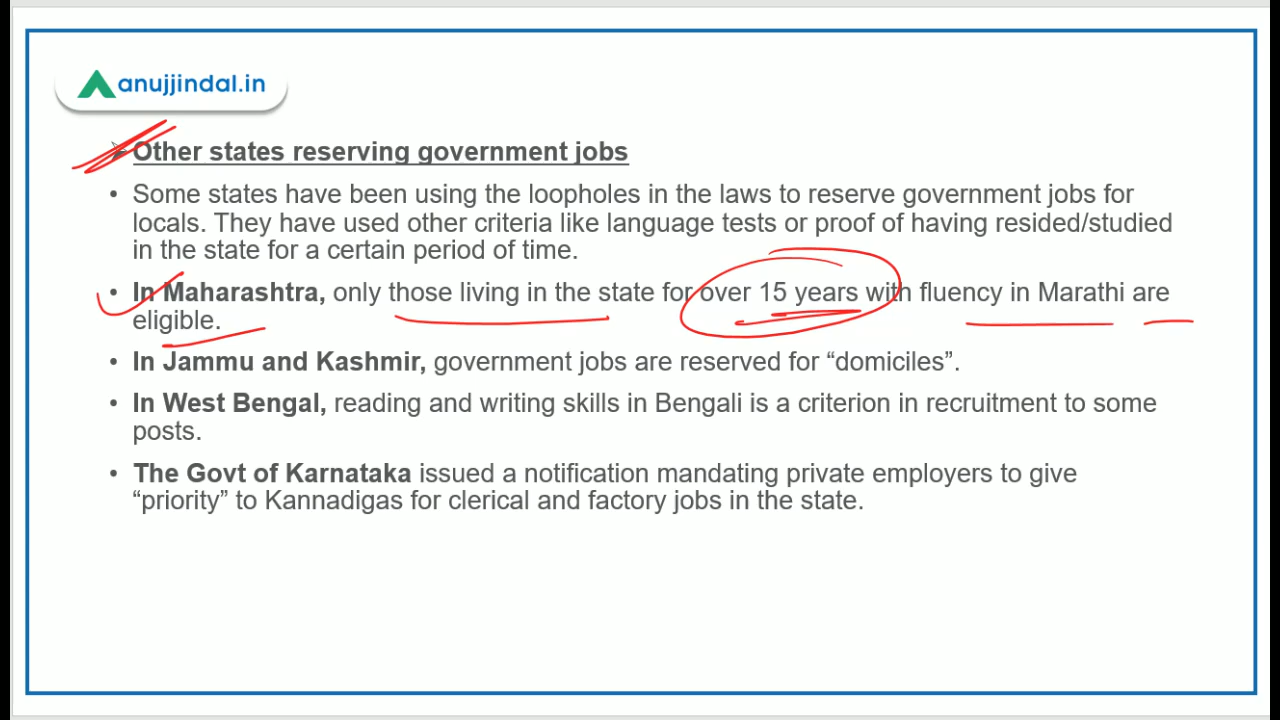 anujjindal.in
➢ Other states reserving government jobs
• Some states have been using the loopholes in the laws to reserve government jobs for
locals. They have used other criteria like language tests or proof of having resided/studied
in the state for a certain period of time.
• In Maharashtra, only those living in the state for over 15 years with fluency in Marathi are
eligible.
• In Jammu and Kashmir, government jobs are reserved for “domiciles”.
• In West Bengal, reading and writing skills in Bengali is a criterion in recruitment to some
posts.
• The Govt of Karnataka issued a notification mandating private employers to give
“priority” to Kannadigas for clerical and factory jobs in the state.